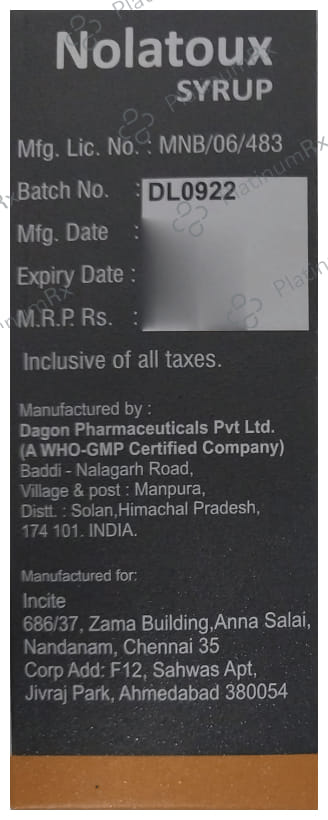 Nolatoux
SYRUP
Mfg. Lic. No. : MNB/06/483
Batch No. : DL0922
Mfg. Date :
Expiry Date :
M.R.P. Rs. :
Inclusive of all taxes.
Manufactured by :
Dagon Pharmaceuticals Pvt Ltd.
(A WHO-GMP Certified Company)
Baddi - Nalagarh Road,
Village & post : Manpura,
Distt. : Solan,Himachal Pradesh,
174 101. INDIA.
Manufactured for:
Incite
686/37, Zama Building,Anna Salai,
Nandanam, Chennai 35
Corp Add: F12, Sahwas Apt,
Jivraj Park, Ahmedabad 380054
PlatinumRx